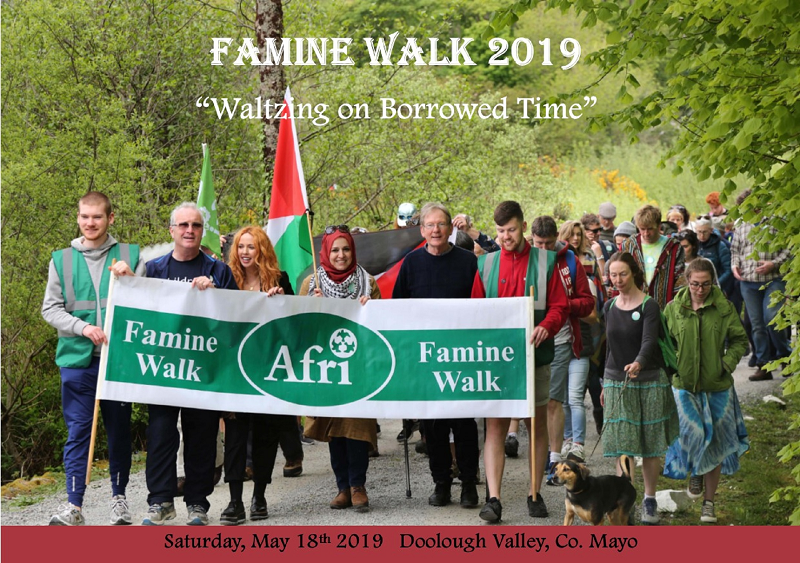 FAMINE WALK 2019
“Waltzing on Borrowed Time”
Famine
Walk
Afri
Famine
Walk
Saturday, May 18th 2019 Doolough Valley, Co. Mayo